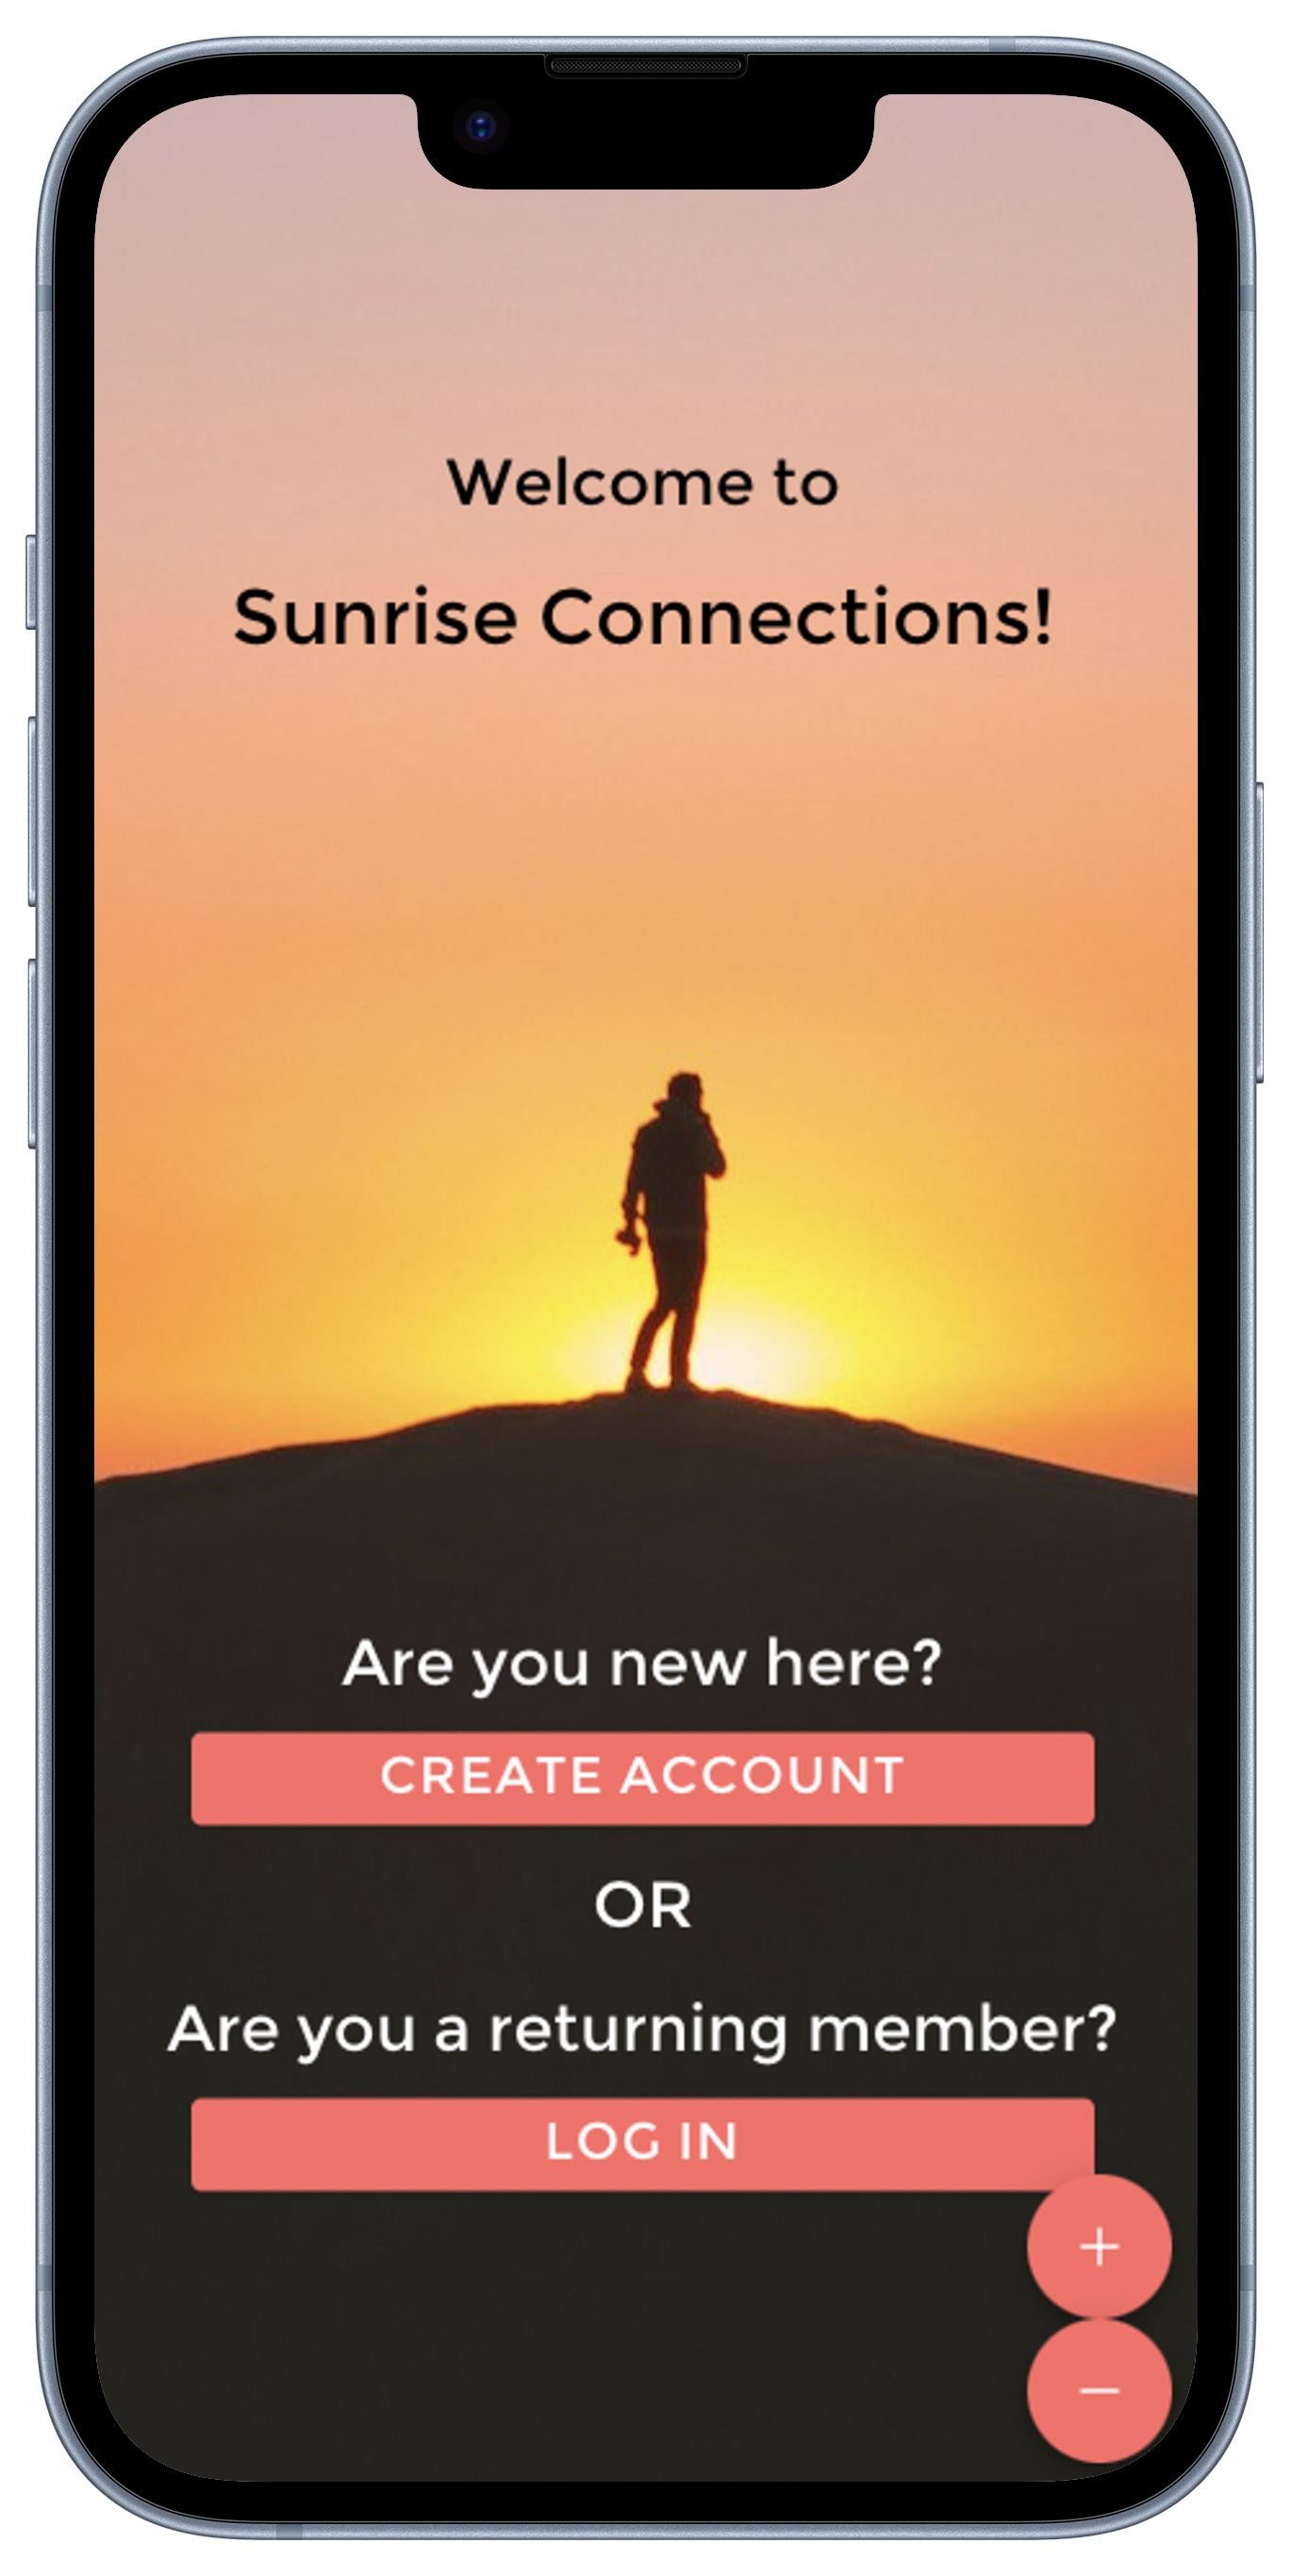 Welcome to
Sunrise Connections!
Are you new here?
CREATE ACCOUNT
OR
Are you a returning member?
LOG IN
+
−